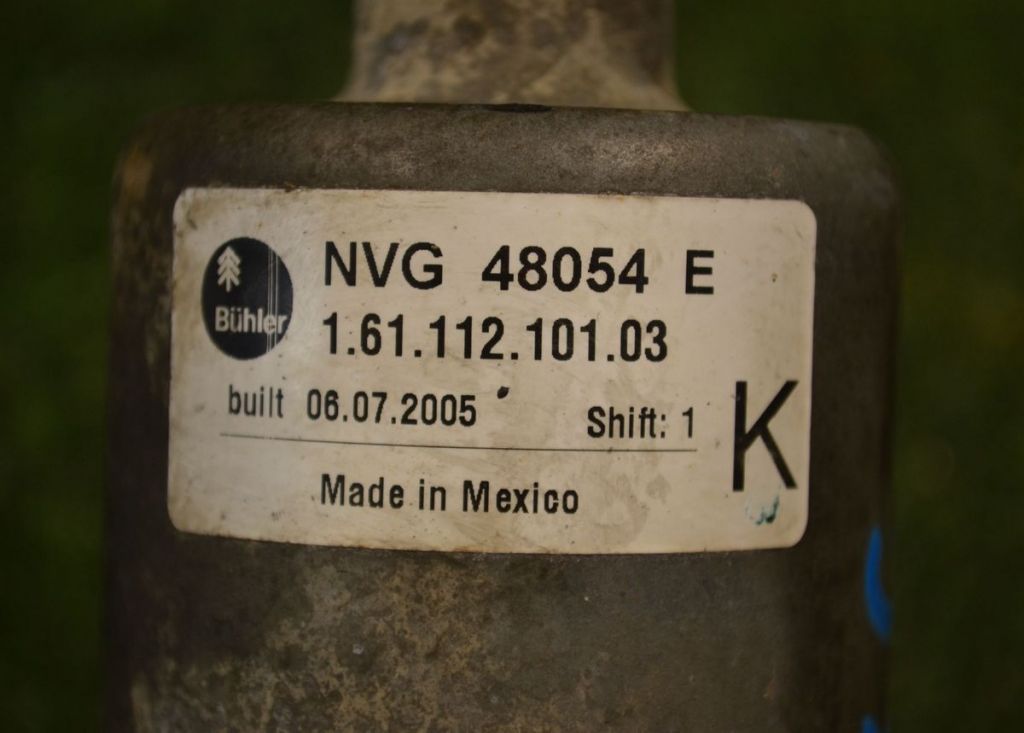 Bühler
NVG 48054 E
1.61.112.101.03
built 06.07.2005
Shift: 1
K
Made in Mexico